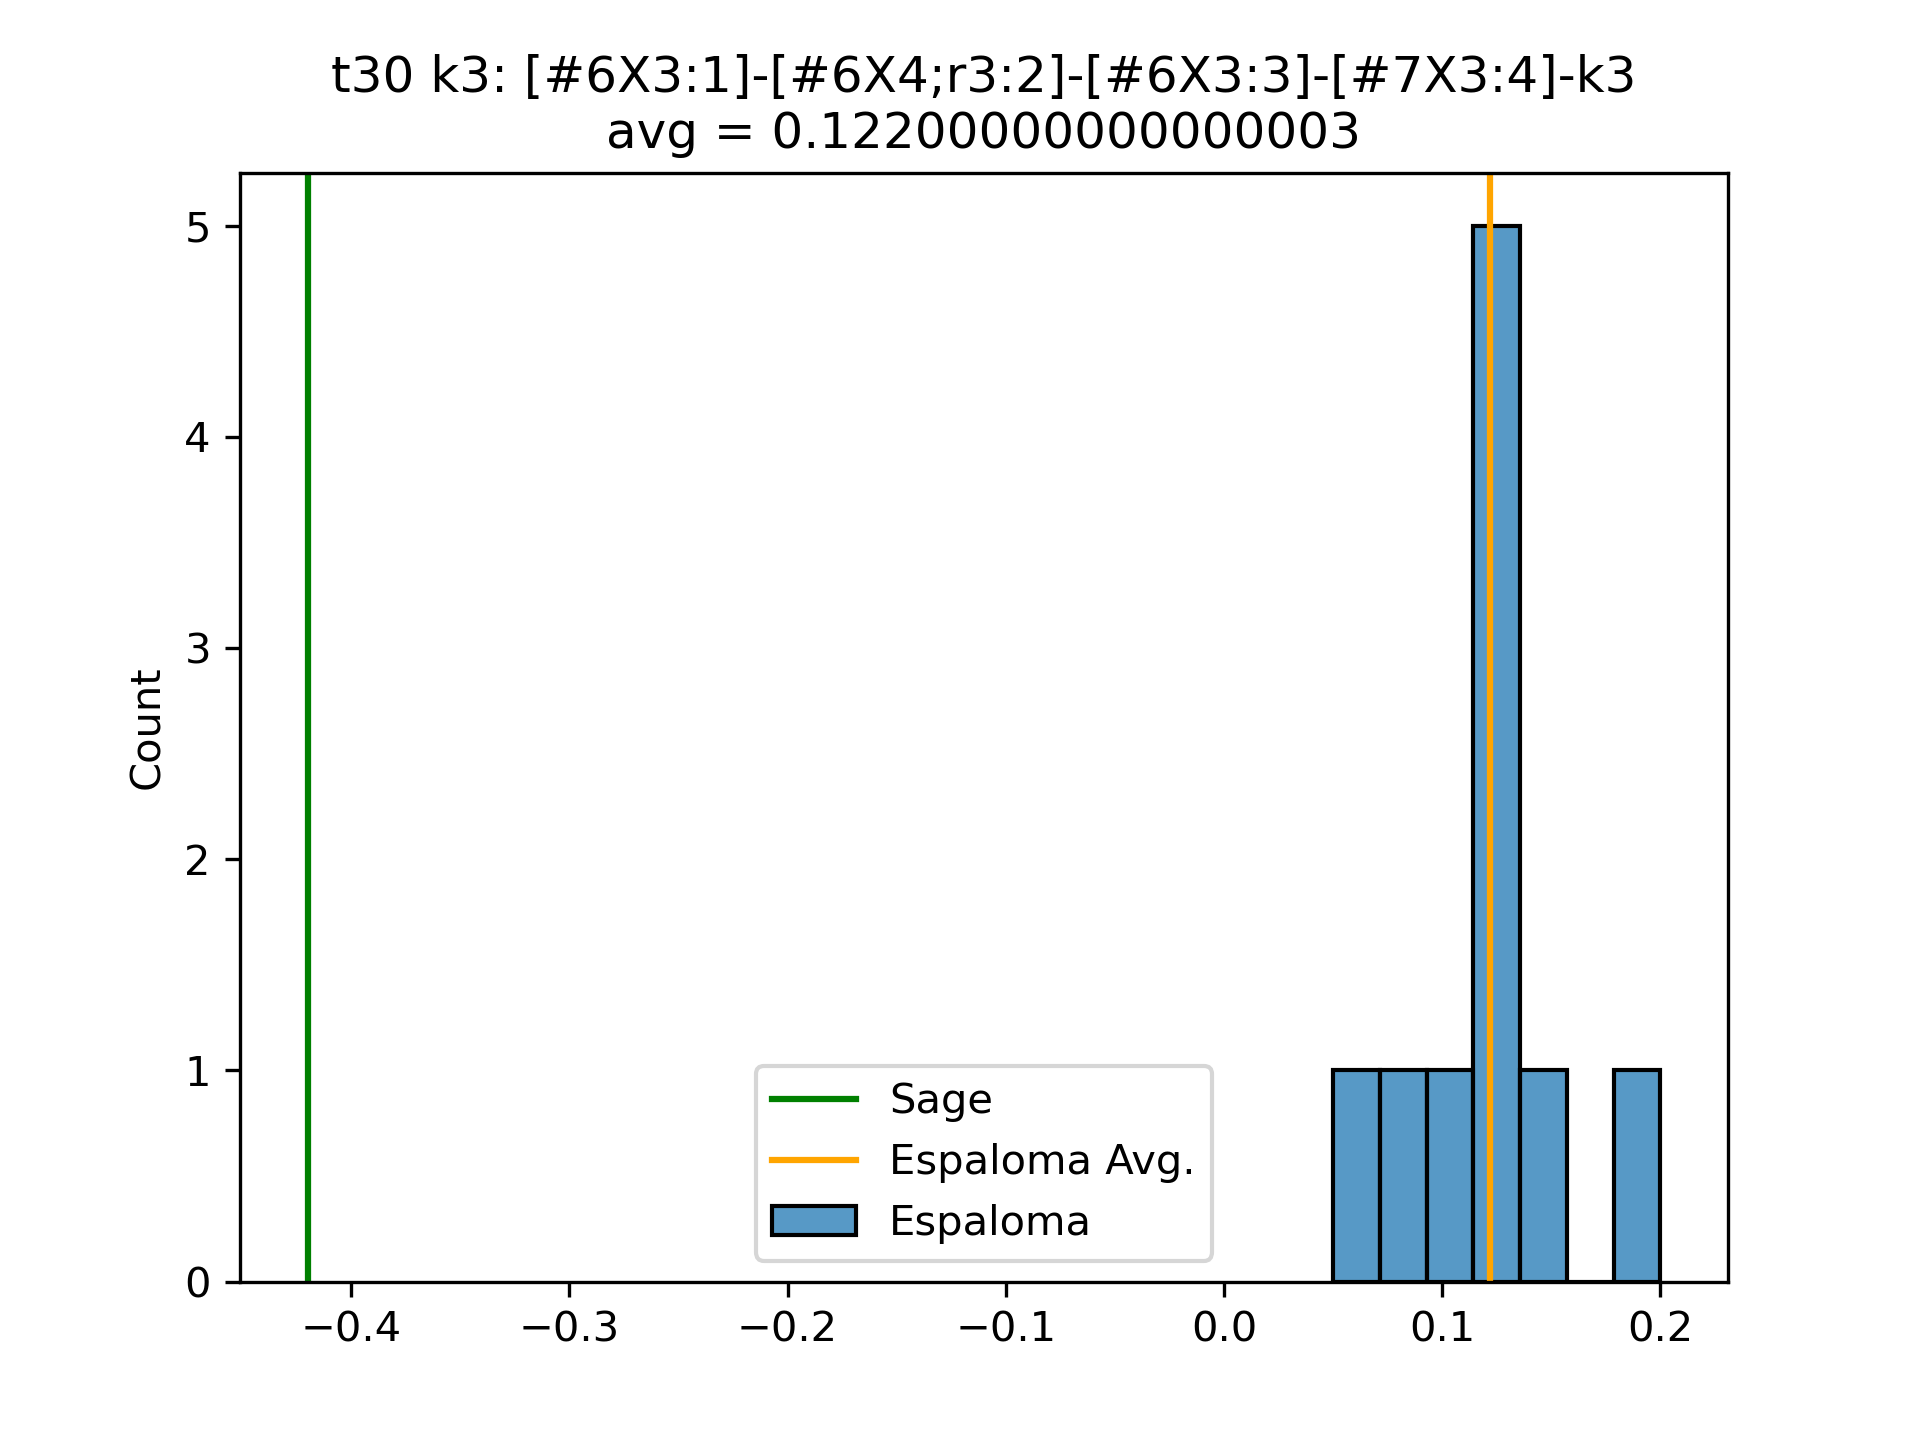 t30 k3: [#6X3:1]-[#6X4;r3:2]-[#6X3:3]-[#7X3:4]-k3
avg = 0.12200000000000003
5
4
3
2
1
0
Count
Sage
Espaloma Avg.
Espaloma
−0.4 −0.3 −0.2 −0.1 0.0 0.1 0.2